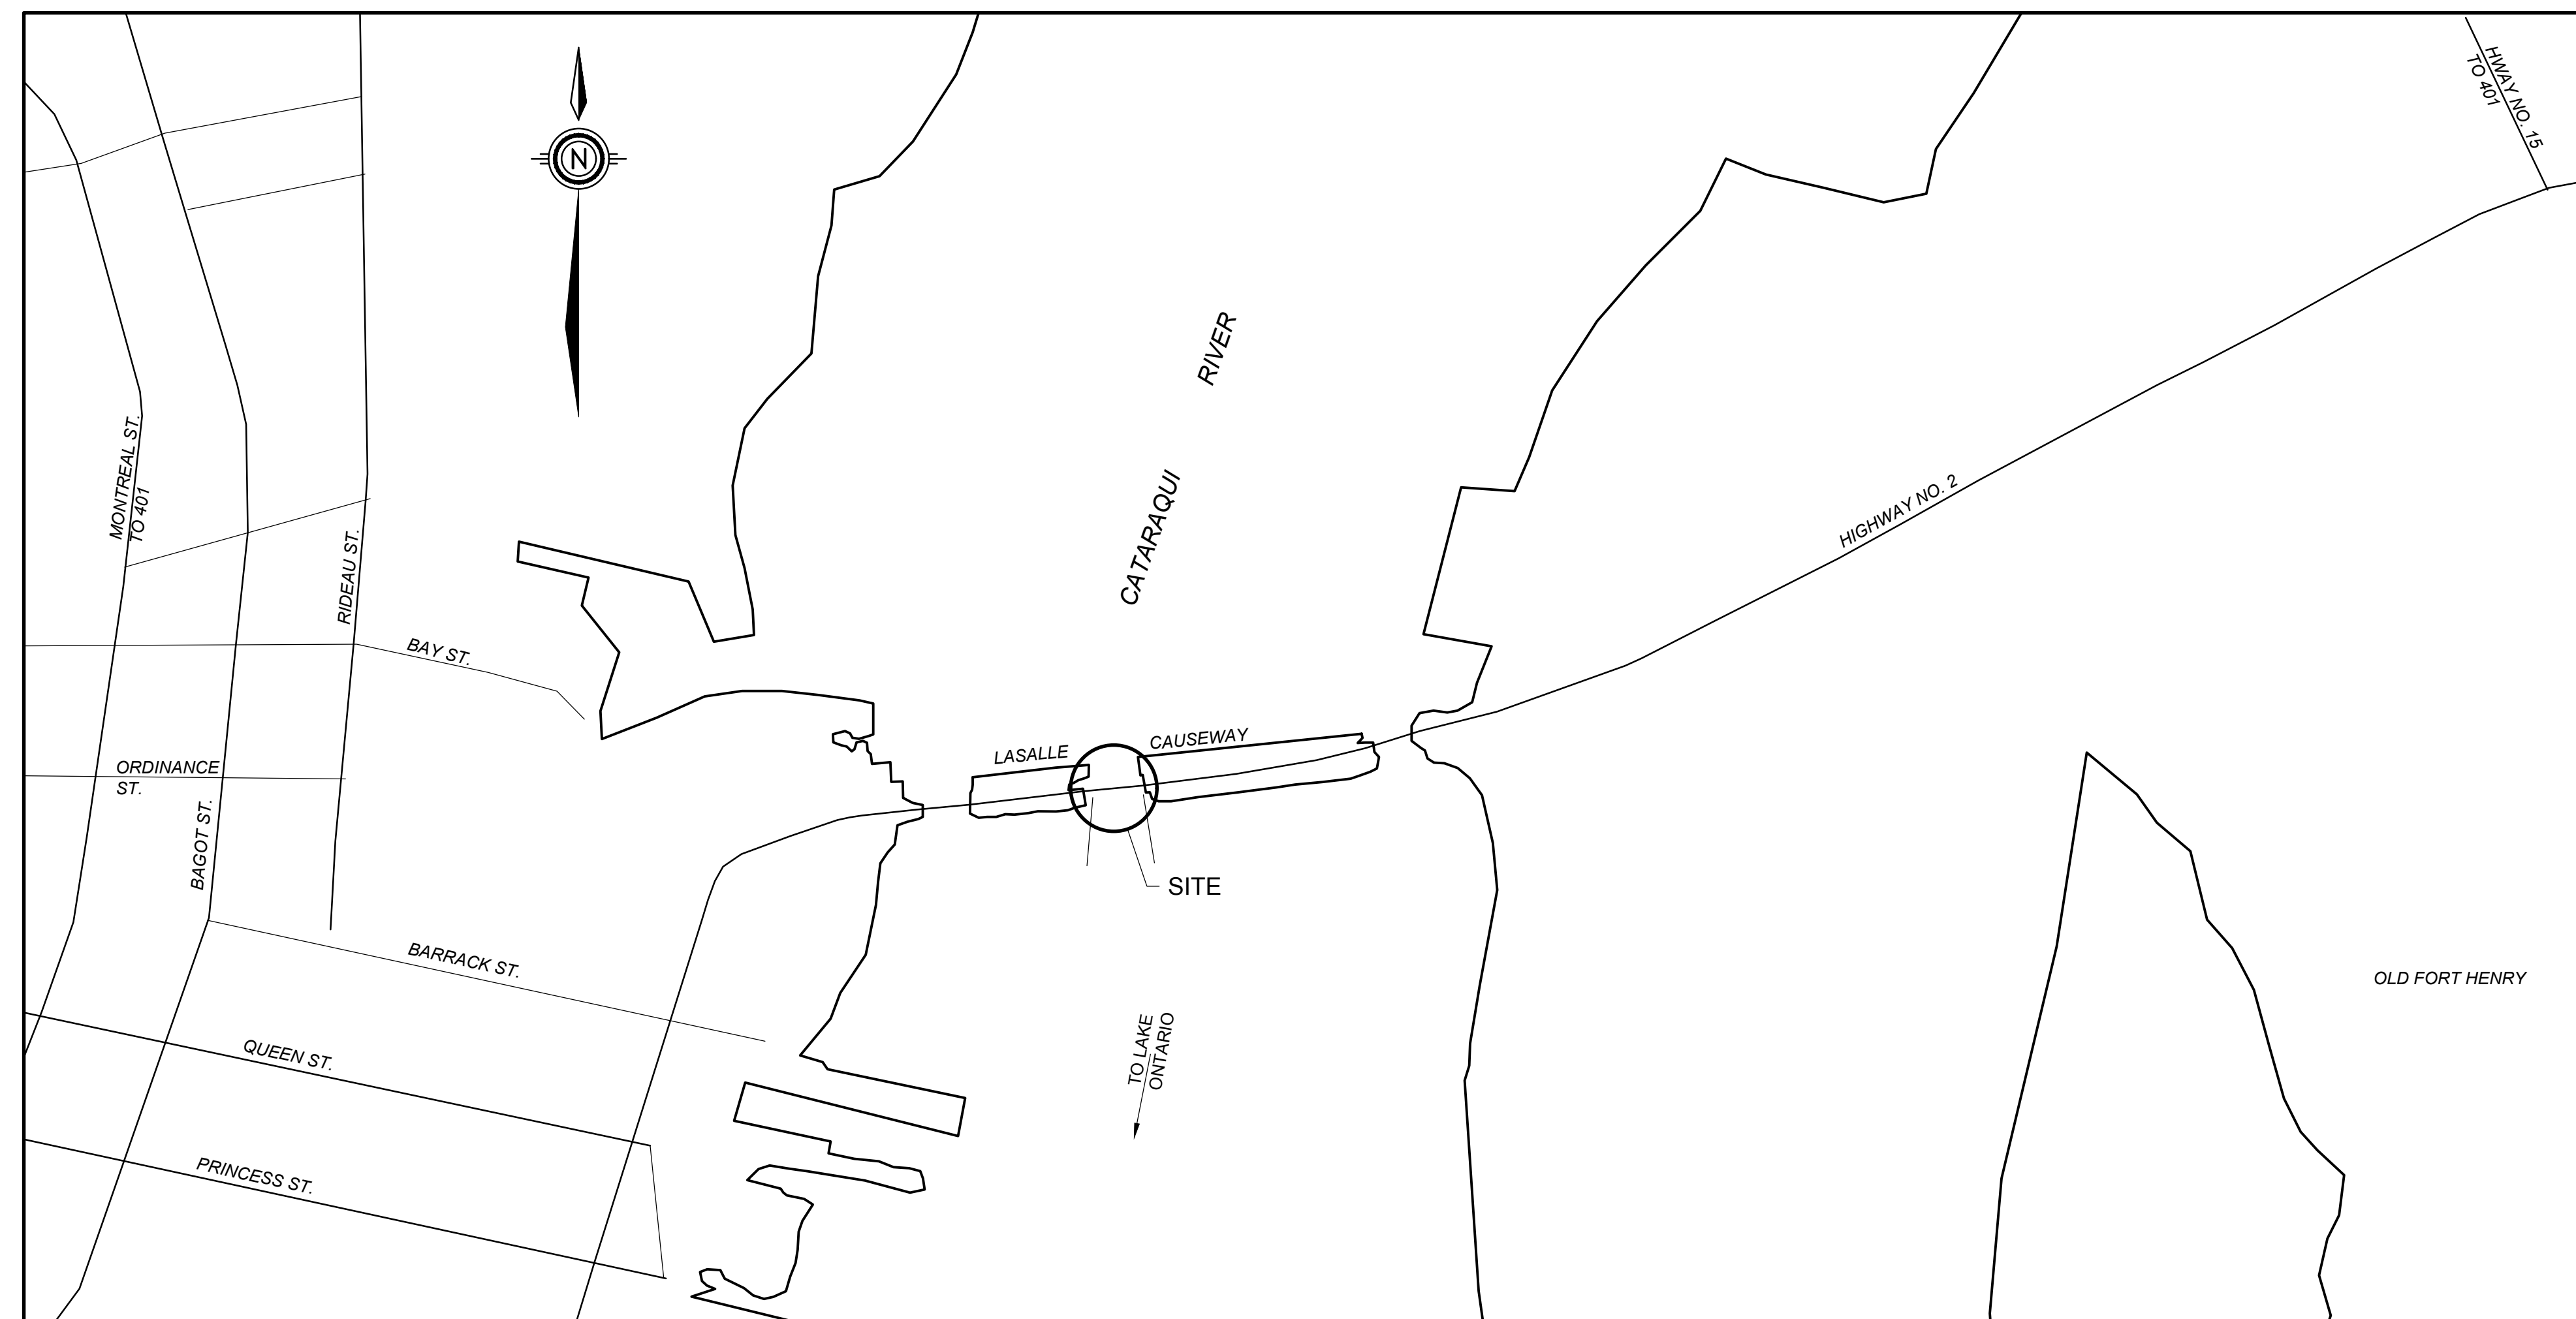 HWAY NO. 15
TO 401
N
RIVER
CATARAQUI
MONTREAL ST.
TO 401
HIGHWAY NO. 2
RIDEAU ST.
BAY ST.
LASALLE
CAUSEWAY
ORDINANCE
ST.
BAGOT ST.
SITE
BARRACK ST.
OLD FORT HENRY
TO LAKE
ONTARIO
QUEEN ST.
PRINCESS ST.